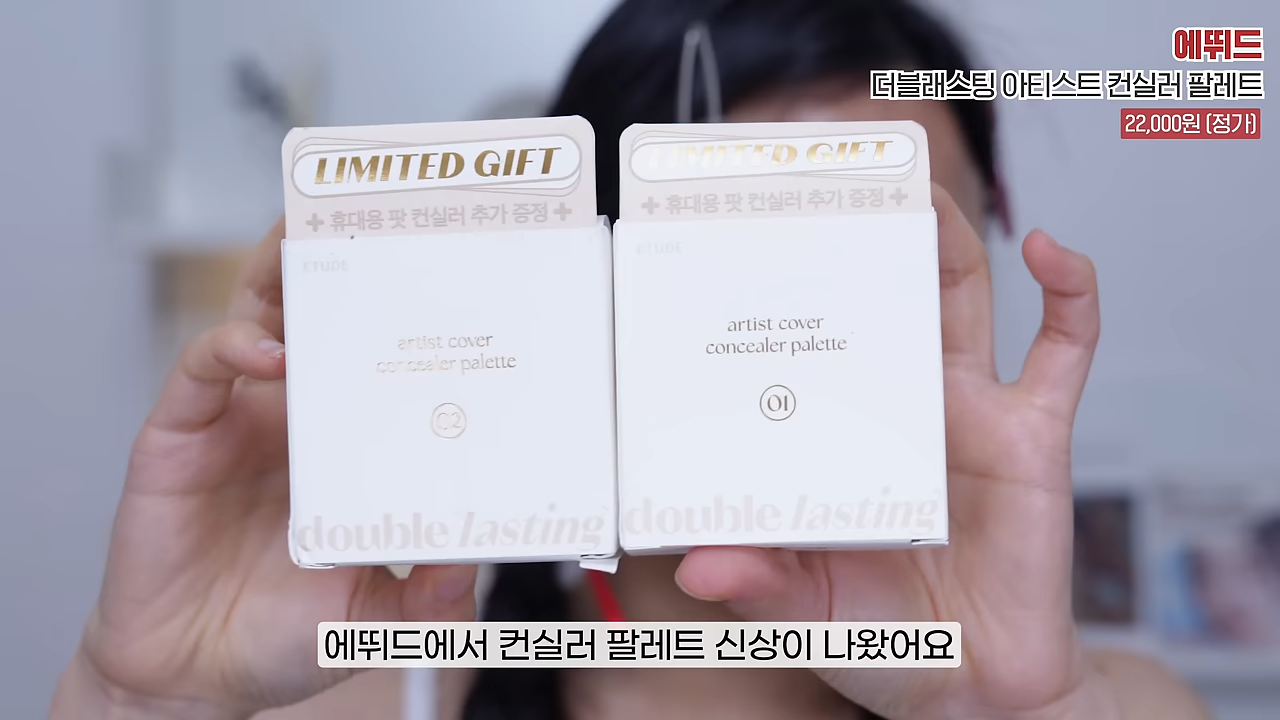 에뛰드
더블래스팅 아티스트 컨실러 팔레트
22,000원 (정가)
LIMITED GIFT
+ 휴대용 팟 컨실러 추가 증정 +
ETUDE
artist cover
concealer palette
02
double lasting
LIMITED GIFT
+ 휴대용 팟 컨실러 추가 증정 +
ETUDE
artist cover
concealer palette
01
double lasting
에뛰드에서 컨실러 팔레트 신상이 나왔어요